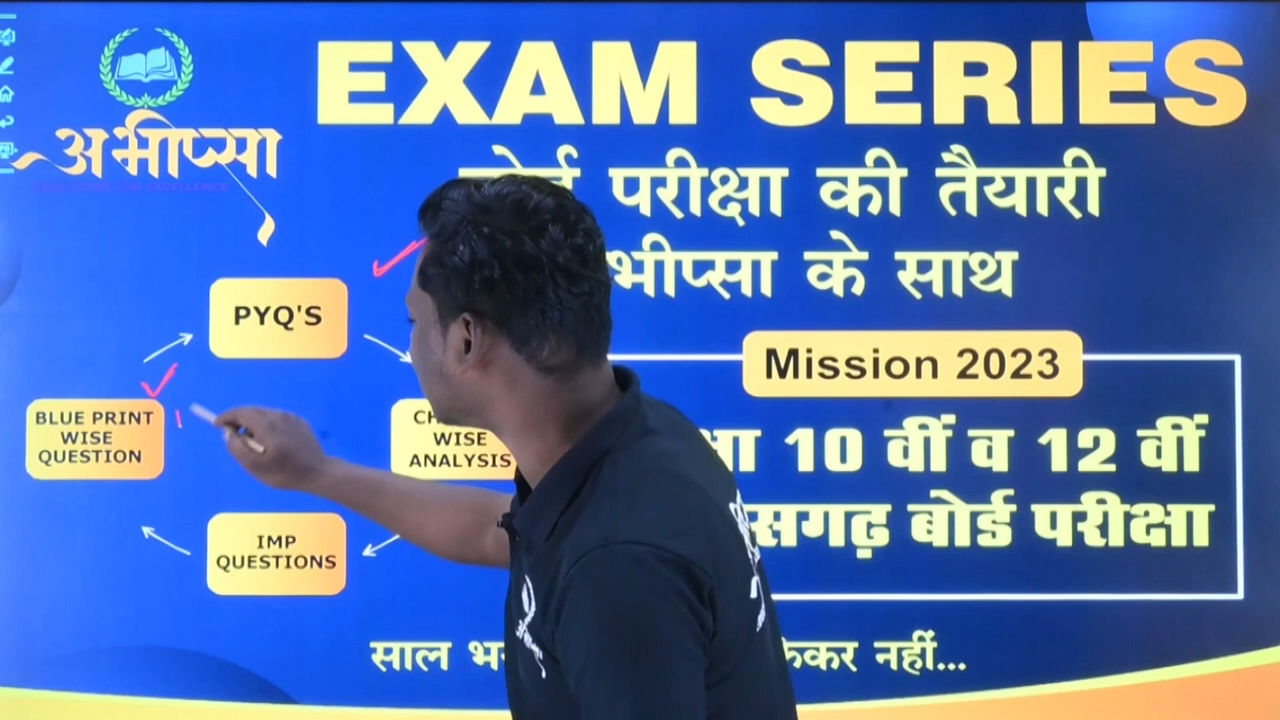 EXAM SERIES
अभीप्सा
परीक्षा की तैयारी
के साथ
PYQ'S
Mission 2023
BLUE PRINT
WISE
QUESTION
WISE
ANALYSIS
10 वीं व 12 वीं
बोर्ड परीक्षा
IMP
QUESTIONS
साल
नहीं...